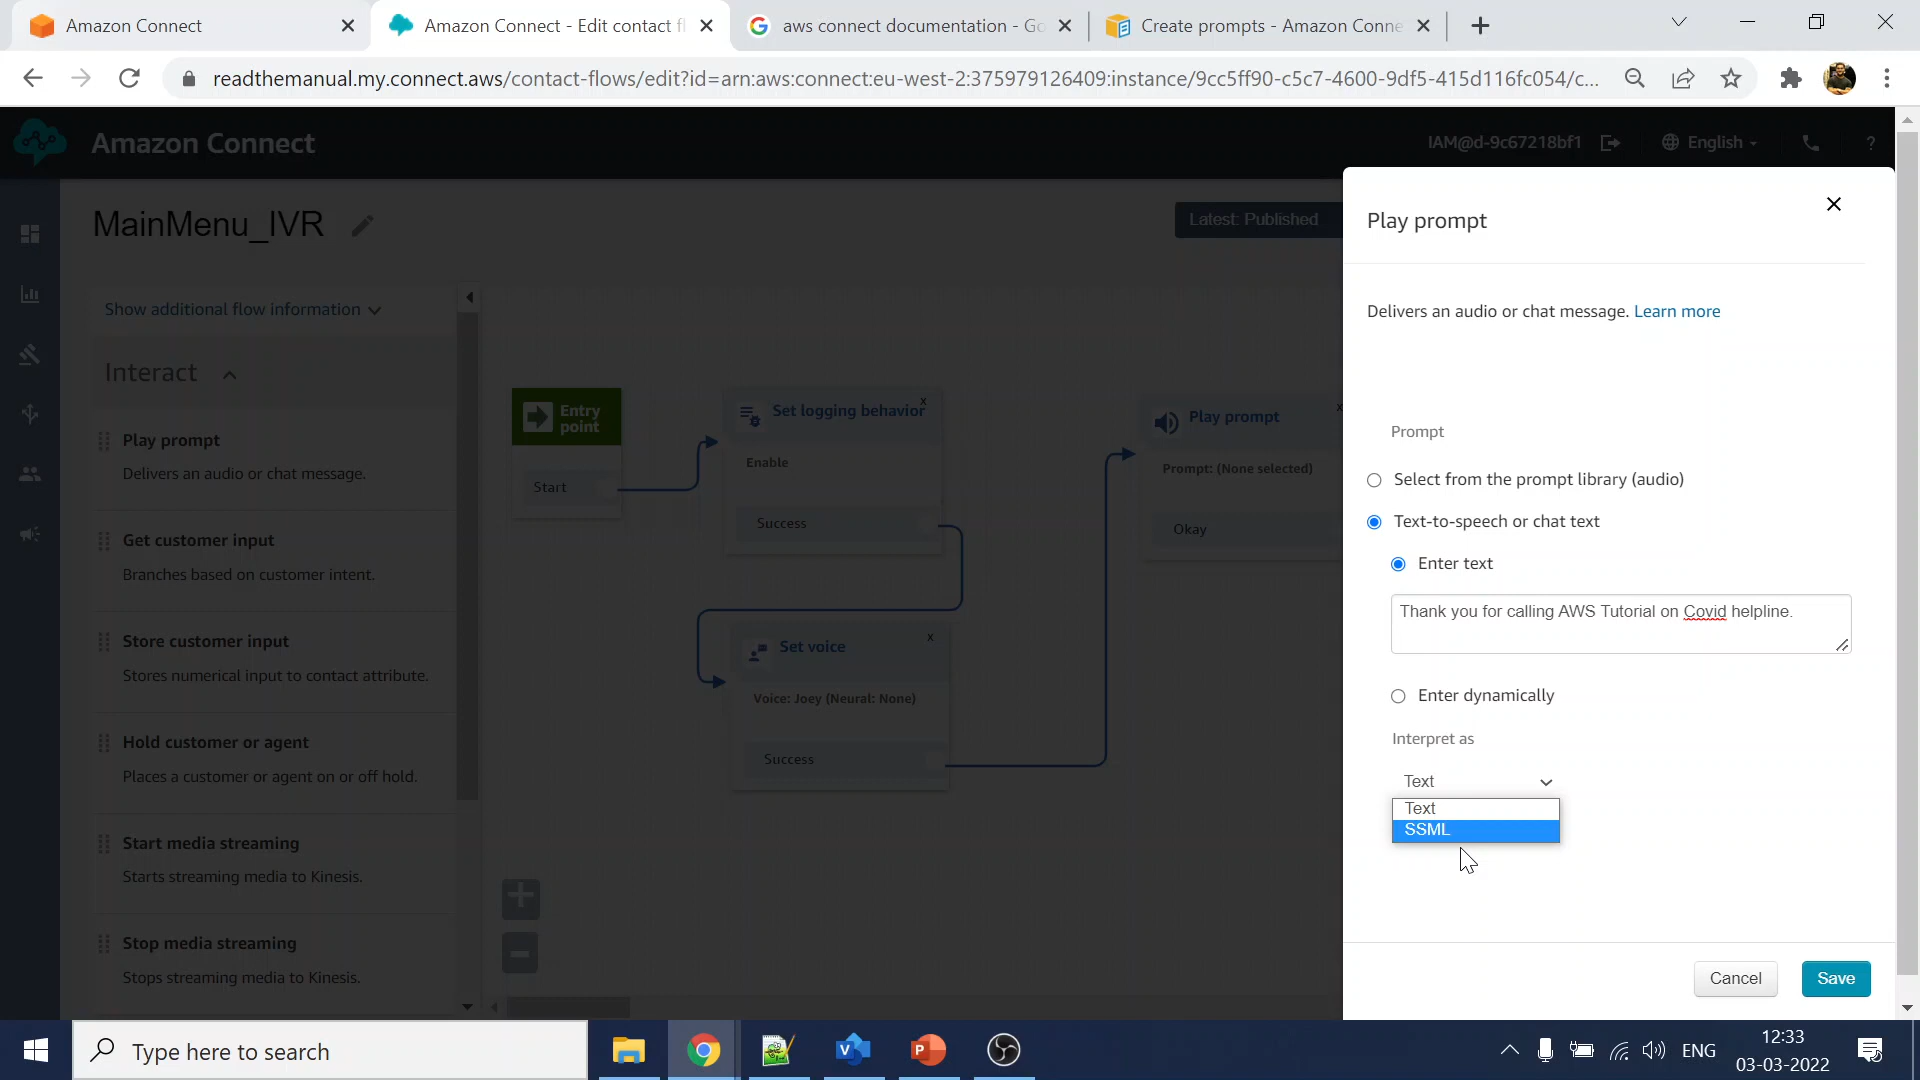 Amazon Connect
Amazon Connect - Edit contact fl
aws connect documentation - Go
Create prompts - Amazon Conne
readthemanual.my.connect.aws/contact-flows/edit?id=arn:aws:connect:eu-west-2:375979126409:instance/9cc5ff90-c5c7-4600-9df5-415d116fc054/c...
Amazon Connect
IAM@d-9c67218bf1
English
?
MainMenu_IVR
Latest: Published
Show additional flow information
Interact
Play prompt
Delivers an audio or chat message.
Get customer input
Branches based on customer intent.
Store customer input
Stores numerical input to contact attribute.
Hold customer or agent
Places a customer or agent on or off hold.
Start media streaming
Starts streaming media to Kinesis.
Stop media streaming
Stops streaming media to Kinesis.
Entry
point
Start
Set logging behavior
x
Enable
Success
Set voice
x
Voice: Joey (Neural: None)
Success
Play prompt
x
Prompt: (None selected)
Okay
Play prompt
Delivers an audio or chat message. Learn more
Prompt
Select from the prompt library (audio)
Text-to-speech or chat text
Enter text
Thank you for calling AWS Tutorial on Covid helpline.
Enter dynamically
Interpret as
Text
Text
SSML
Cancel
Save
Type here to search
ENG
12:33
03-03-2022